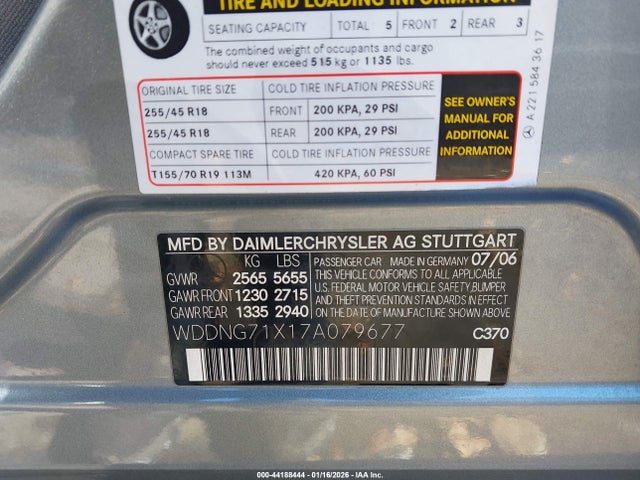 TIRE AND LOADING INFORMATION
SEATING CAPACITY TOTAL 5 FRONT 2 REAR 3
The combined weight of occupants and cargo
should never exceed 515 kg or 1135 lbs.
ORIGINAL TIRE SIZE COLD TIRE INFLATION PRESSURE
255/45 R18 FRONT 200 KPA, 29 PSI
255/45 R18 REAR 200 KPA, 29 PSI
COMPACT SPARE TIRE COLD TIRE INFLATION PRESSURE
T155/70 R19 113M 420 KPA, 60 PSI
SEE OWNER'S
MANUAL FOR
ADDITIONAL
INFORMATION
A 221 584 36 17
MFD BY DAIMLERCHRYSLER AG STUTTGART
KG LBS
GVWR 2565 5655
GAWR FRONT 1230 2715
GAWR REAR 1335 2940
PASSENGER CAR MADE IN GERMANY 07/06
THIS VEHICLE CONFORMS TO ALL APPLICABLE
U.S. FEDERAL MOTOR VEHICLE SAFETY, BUMPER
AND THEFT PREVENTION STANDARDS IN EFFECT
ON THE DATE OF MANUFACTURE SHOWN ABOVE.
WDDNG71X17A079677
C370
000-44188444 - 01/16/2026 - IAA Inc.